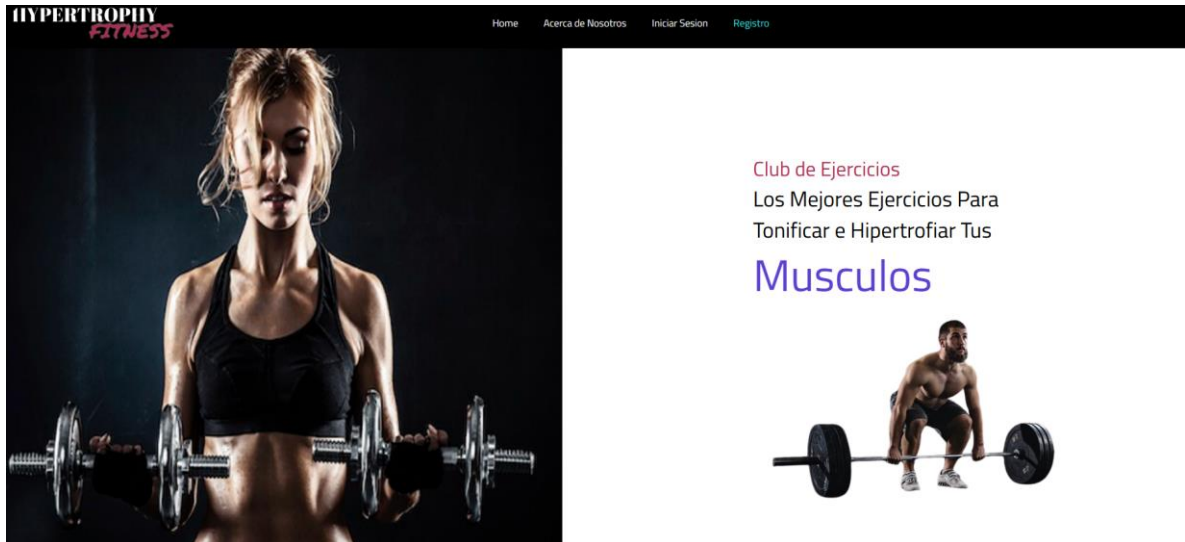 HYPERTROPHY
FITNESS
Home Acerca de Nosotros Iniciar Sesion Registro
Club de Ejercicios
Los Mejores Ejercicios Para
Tonificar e Hipertrofiar Tus
Musculos